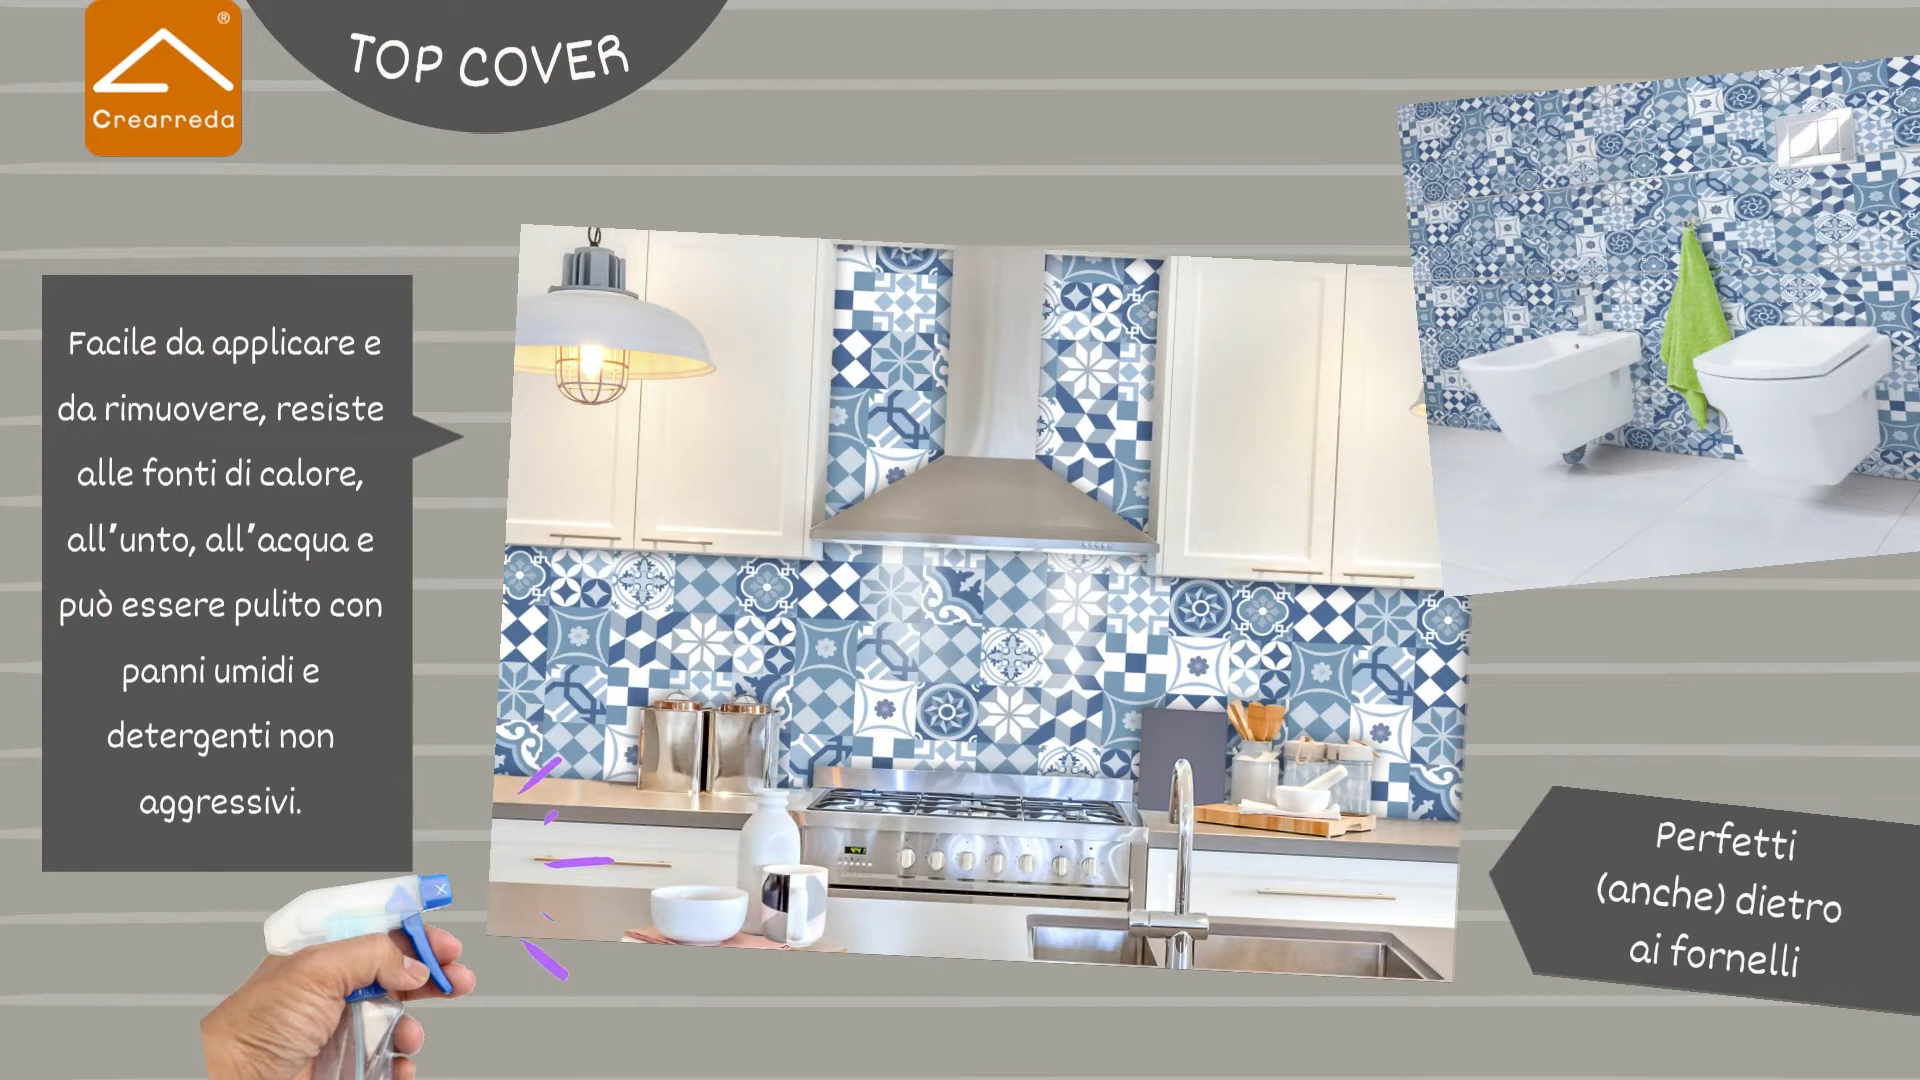 ®
Crearreda
TOP COVER
Facile da applicare e
da rimuovere, resiste
alle fonti di calore,
all'unto, all'acqua e
può essere pulito con
panni umidi e
detergenti non
aggressivi.
Perfetti
(anche) dietro
ai fornelli